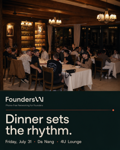 Founders
Dinner sets
the rhythm.
Friday, July 31 · Da Nang · 4U Lounge